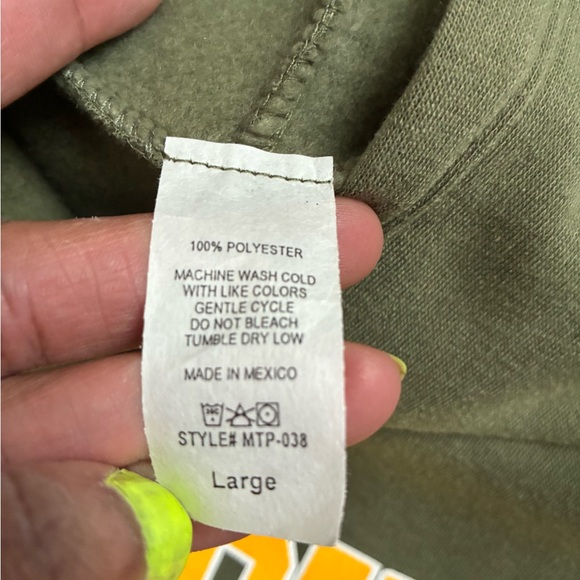 100% POLYESTER
MACHINE WASH COLD
WITH LIKE COLORS
GENTLE CYCLE
DO NOT BLEACH
TUMBLE DRY LOW
MADE IN MEXICO
STYLE# MTP-038
Large